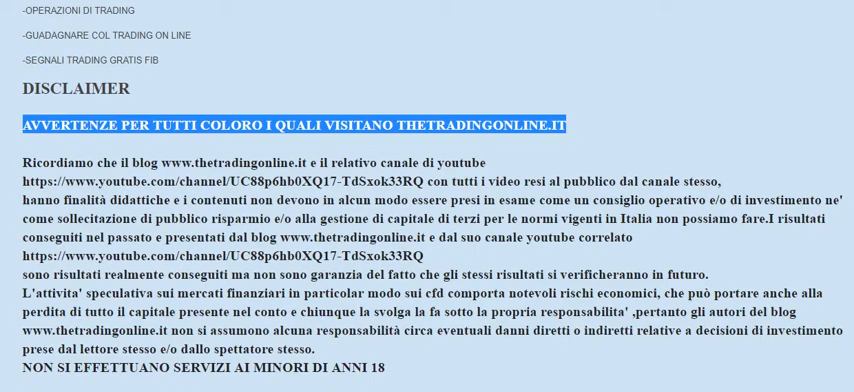 -OPERAZIONI DI TRADING
-GUADAGNARE COL TRADING ON LINE
-SEGNALI TRADING GRATIS FIB
DISCLAIMER
AVVERTENZE PER TUTTI COLORO I QUALI VISITANO THETRADINGONLINE.IT
Ricordiamo che il blog www.thetradingonline.it e il relativo canale di youtube
https://www.youtube.com/channel/UC88p6hb0XQ17-TdSxok33RQ con tutti i video resi al pubblico dal canale stesso,
hanno finalità didattiche e i contenuti non devono in alcun modo essere presi in esame come un consiglio operativo e/o di investimento ne'
come sollecitazione di pubblico risparmio e/o alla gestione di capitale di terzi per le normi vigenti in Italia non possiamo fare.I risultati
conseguiti nel passato e presentati dal blog www.thetradingonline.it e dal suo canale youtube correlato
https://www.youtube.com/channel/UC88p6hb0XQ17-TdSxok33RQ
sono risultati realmente conseguiti ma non sono garanzia del fatto che gli stessi risultati si verificheranno in futuro.
L'attivita' speculativa sui mercati finanziari in particolar modo sui cfd comporta notevoli rischi economici, che può portare anche alla
perdita di tutto il capitale presente nel conto e chiunque la svolga la fa sotto la propria responsabilita' ,pertanto gli autori del blog
www.thetradingonline.it non si assumono alcuna responsabilità circa eventuali danni diretti o indiretti relative a decisioni di investimento
prese dal lettore stesso e/o dallo spettatore stesso.
NON SI EFFETTUANO SERVIZI AI MINORI DI ANNI 18